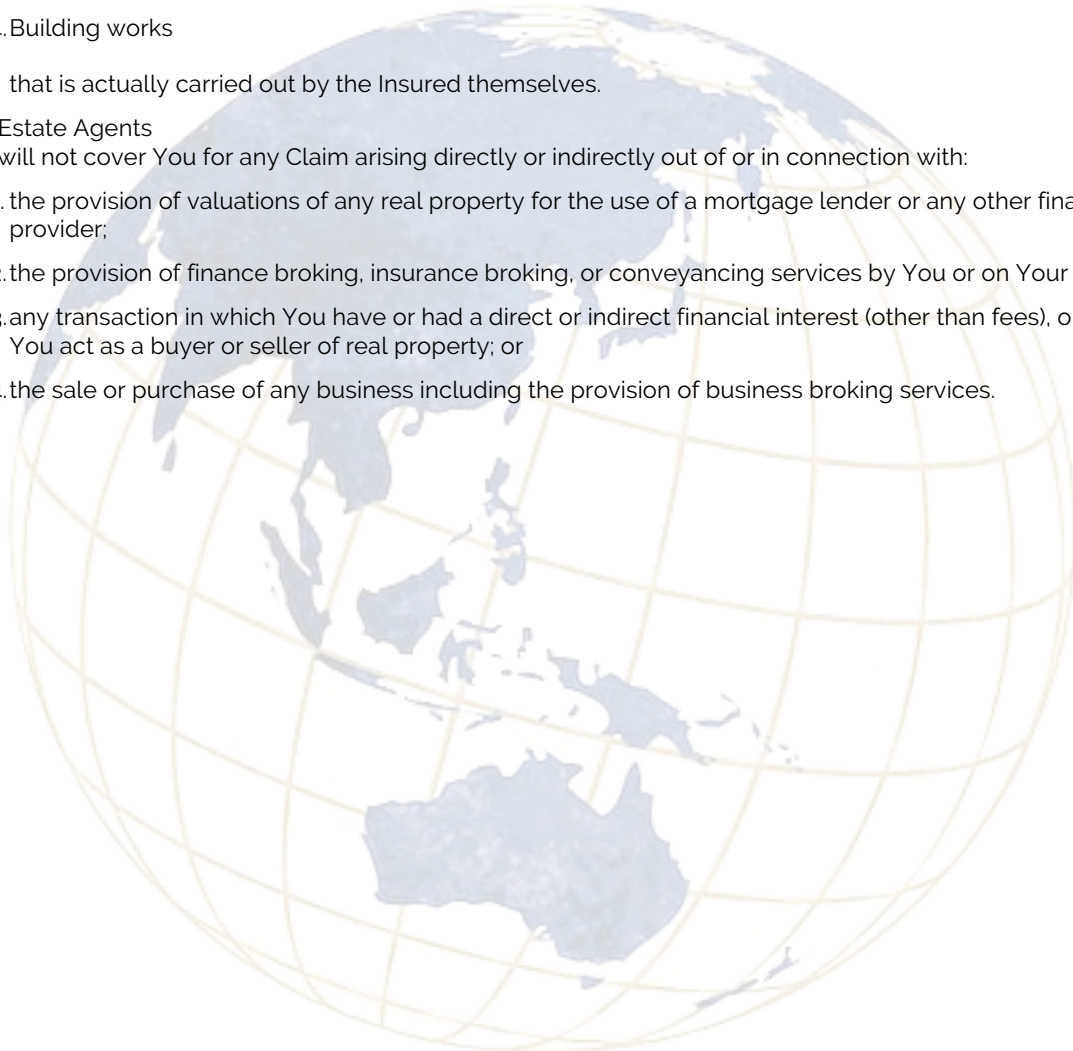 Building works
that is actually carried out by the Insured themselves.
Estate Agents
will not cover You for any Claim arising directly or indirectly out of or in connection with:
the provision of valuations of any real property for the use of a mortgage lender or any other
provider;
the provision of finance broking, insurance broking, or conveyancing services by You or on Your
3. any transaction in which You have or had a direct or indirect financial interest (other than fees),
You act as a buyer or seller of real property; or
the sale or purchase of any business including the provision of business broking services.